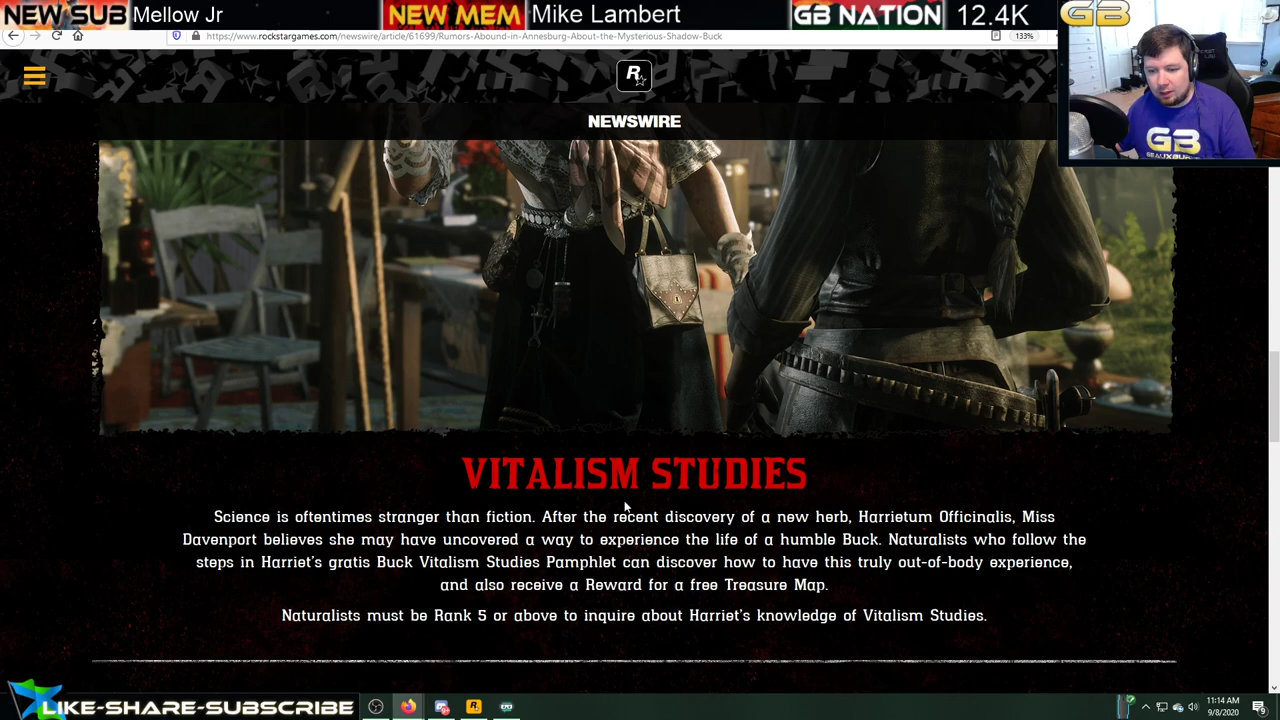 NEW SUB Mellow Jr NEW MEM Mike Lambert GB NATION 12.4K GB
https://www.rockstargames.com/newswire/article/61699/Rumors-Abound-in-Annesburg-About-the-Mysterious-Shadow-Buck 133%
R
NEWSWIRE
GB
VITALISM STUDIES
Science is oftentimes stranger than fiction. After the recent discovery of a new herb, Harrietum Officinalis, Miss
Davenport believes she may have uncovered a way to experience the life of a humble Buck. Naturalists who follow the
steps in Harriet's gratis Buck Vitalism Studies Pamphlet can discover how to have this truly out-of-body experience,
and also receive a Reward for a free Treasure Map.
Naturalists must be Rank 5 or above to inquire about Harriet's knowledge of Vitalism Studies.
LIKE-SHARE-SUBSCRIBE
11:14 AM
9/8/2020